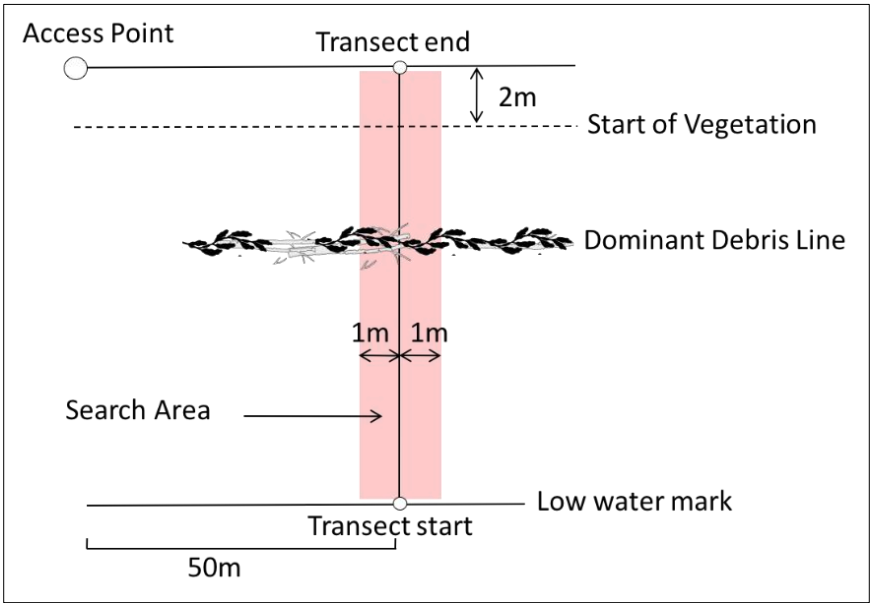 Access Point
Transect end
2m
Start of Vegetation
Dominant Debris Line
1m 1m
Search Area
Low water mark
Transect start
50m